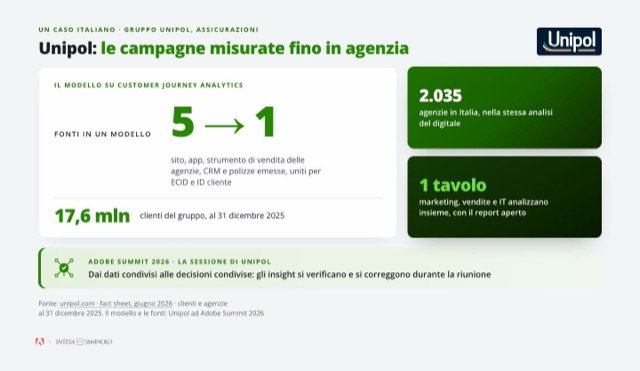 UN CASO ITALIANO · GRUPPO UNIPOL, ASSICURAZIONI
Unipol: le campagne misurate fino in agenzia
Unipol
IL MODELLO SU CUSTOMER JOURNEY ANALYTICS
FONTI IN UN MODELLO
5 → 1
sito, app, strumento di vendita delle
agenzie, CRM e polizze emesse, uniti per
ECID e ID cliente
17,6 mln clienti del gruppo, al 31 dicembre 2025
2.035
agenzie in Italia, nella stessa analisi
del digitale
1 tavolo
marketing, vendite e IT analizzano
insieme, con il report aperto
ADOBE SUMMIT 2026 · LA SESSIONE DI UNIPOL
Dai dati condivisi alle decisioni condivise: gli insight si verificano e si correggono durante la riunione
Fonte: unipol.com · fact sheet, giugno 2026 · clienti e agenzie
al 31 dicembre 2025. Il modello e le fonti: Unipol ad Adobe Summit 2026
INTESA SANPAOLO